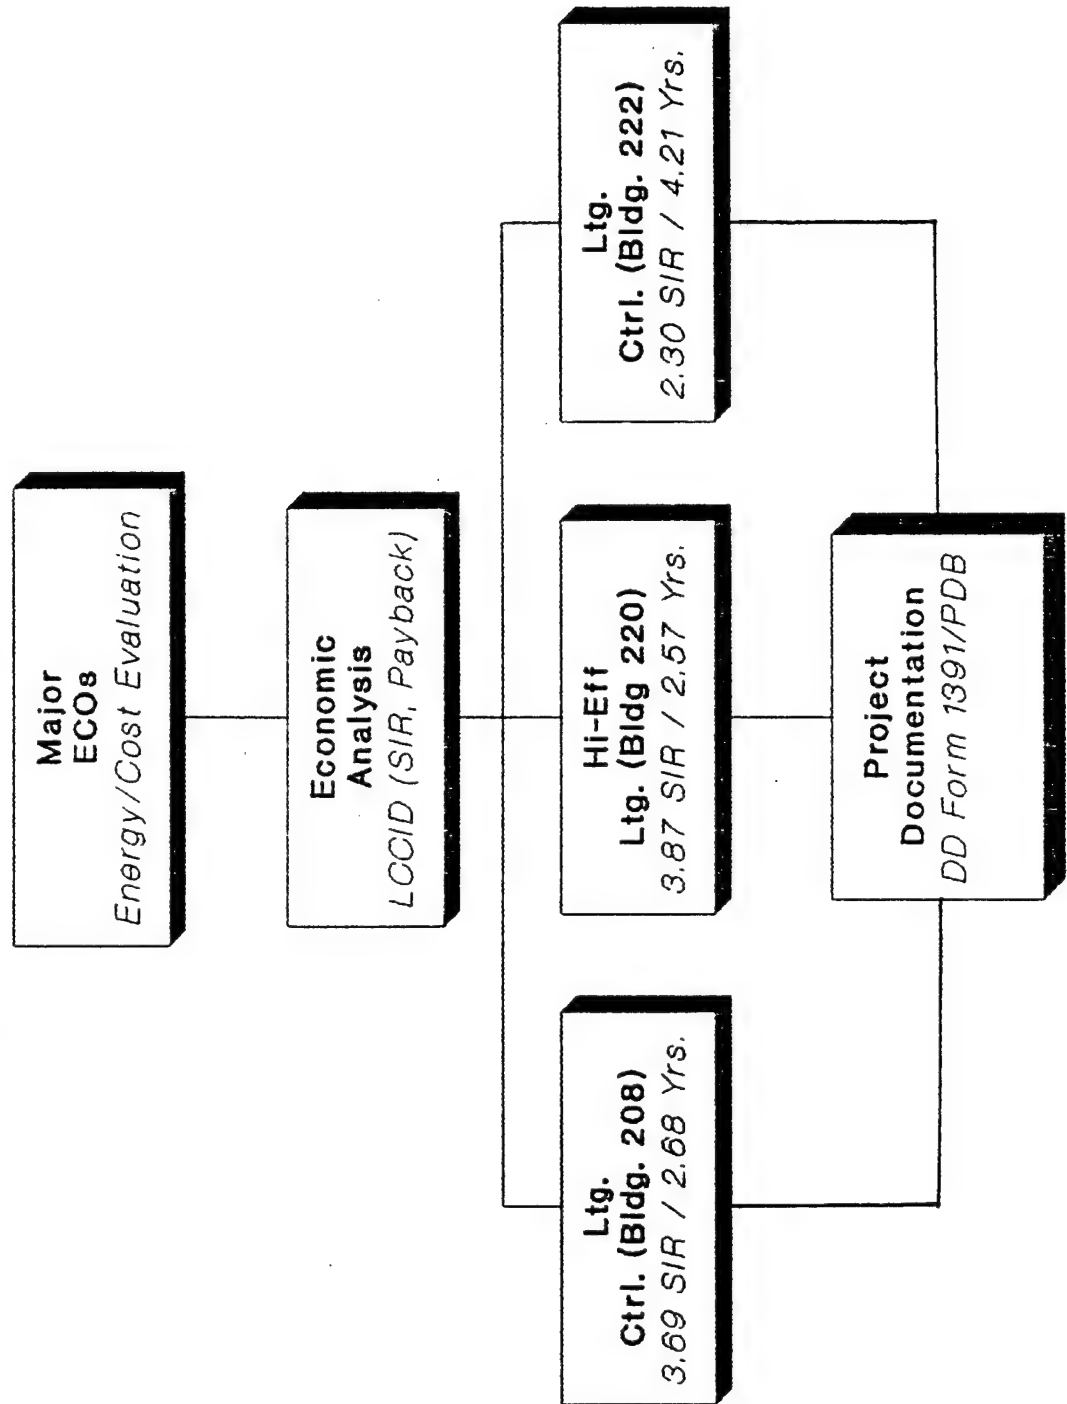 Major
ECOs
Energy/Cost Evaluation
Economic
Analysis
LCCID (SIR, Payback)
Ltg.
Ctrl. (Bldg. 208)
3.69 SIR / 2.68 Yrs.
Hi-Eff
Ltg. (Bldg 220)
3.87 SIR / 2.57 Yrs.
Ltg.
Ctrl. (Bldg. 222)
2.30 SIR / 4.21 Yrs.
Project
Documentation
DD Form 1391/PDB